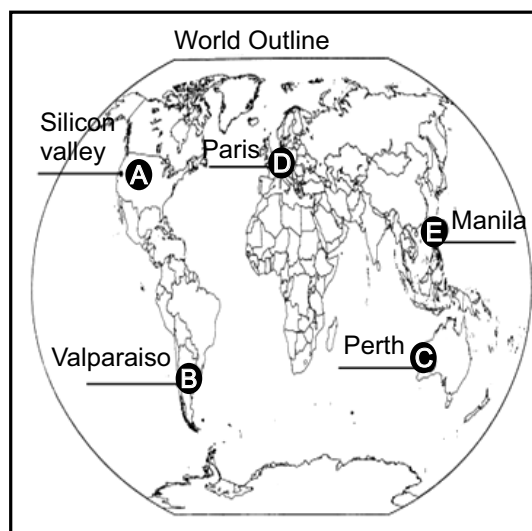 World Outline
Silicon
valley
A
Paris
D
E
Manila
Valparaiso
B
Perth
C